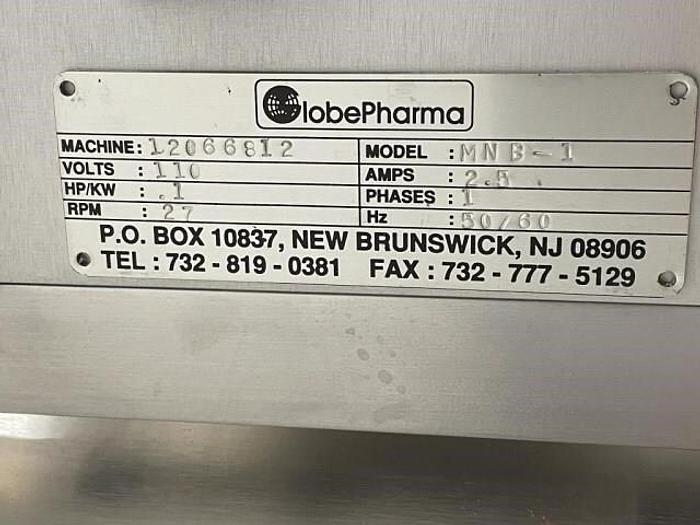 GlobePharma
MACHINE: 12066812 MODEL : MNB-1
VOLTS : 110 AMPS : 2.5
HP/KW : .1 PHASES : 1
RPM : 27 Hz : 50/60
P.O. BOX 10837, NEW BRUNSWICK, NJ 08906
TEL : 732 - 819 - 0381 FAX : 732 - 777 - 5129